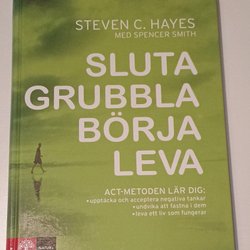 STEVEN C. HAYES
MED SPENCER SMITH
SLUTA
GRUBBLA
BÖRJA
LEVA
ACT-METODEN LÄR DIG:
•upptäcka och acceptera negativa tankar
•undvika att fastna i dem
•leva ett liv som fungerar
NATUR &